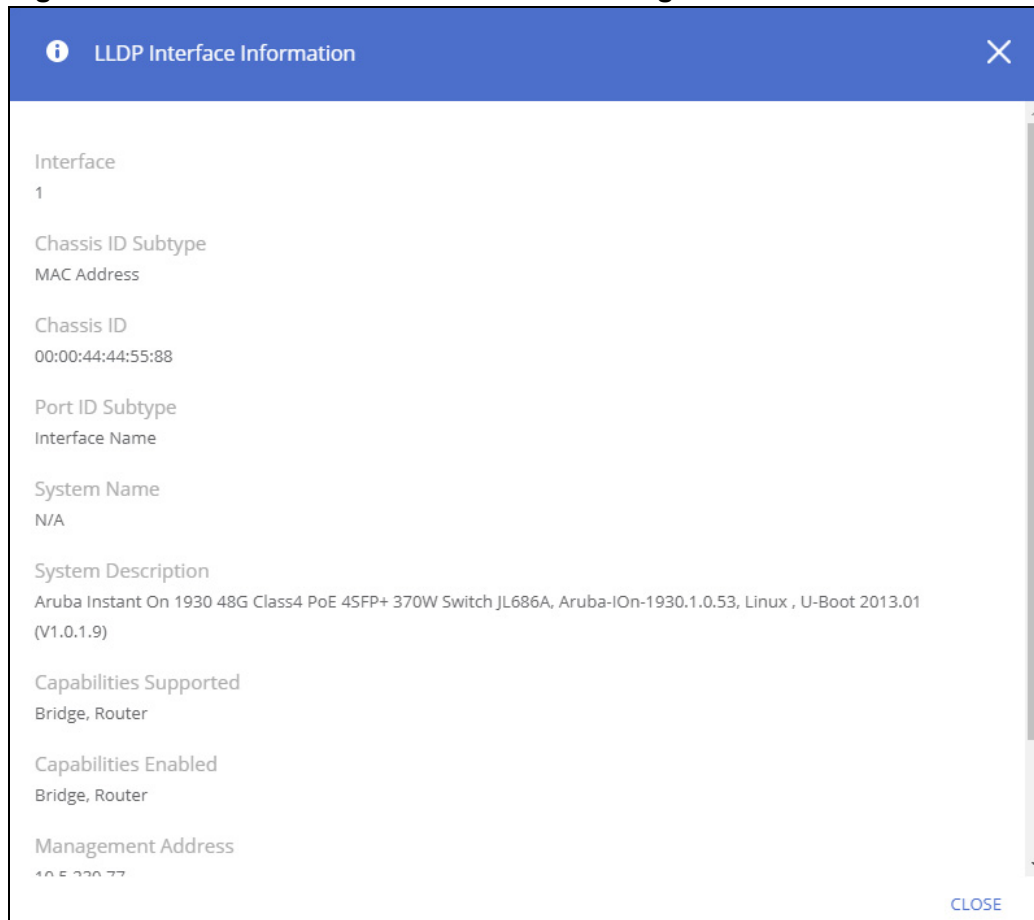 LLDP Interface Information
Interface
1
Chassis ID Subtype
MAC Address
Chassis ID
00:00:44:44:55:88
Port ID Subtype
Interface Name
System Name
N/A
System Description
Aruba Instant On 1930 48G Class4 PoE 4SFP+ 370W Switch JL686A, Aruba-IOn-1930.1.0.53, Linux , U-Boot 2013.01
(V1.0.1.9)
Capabilities Supported
Bridge, Router
Capabilities Enabled
Bridge, Router
Management Address
CLOSE